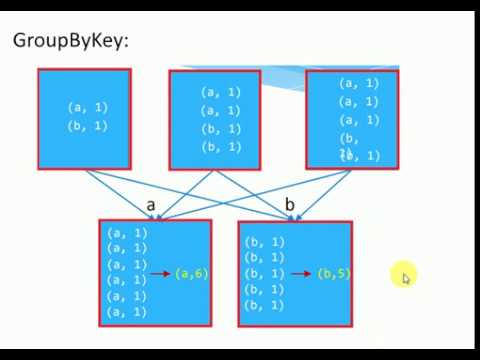 GroupByKey:
(a, 1)
(b, 1)
(a, 1)
(a, 1)
(b, 1)
(b, 1)
(a, 1)
(a, 1)
(a, 1)
(b,
1)
(b, 1)
a
b
(a, 1)
(a, 1)
(a, 1)
(a, 1)
(a, 1)
(a, 1)
(a,6)
(b, 1)
(b, 1)
(b, 1)
(b, 1)
(b, 1)
(b,5)